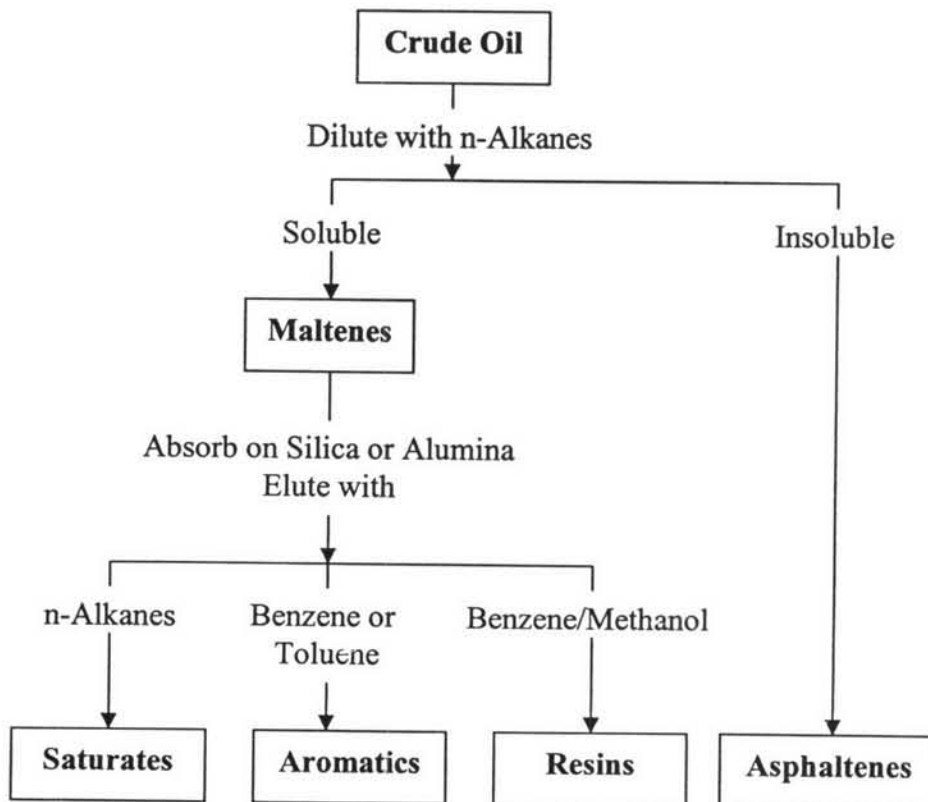 Crude Oil
Dilute with n-Alkanes
Soluble
Insoluble
Maltenes
Absorb on Silica or Alumina
Elute with
n-Alkanes
Benzene or
Toluene
Benzene/Methanol
Saturates
Aromatics
Resins
Asphaltenes